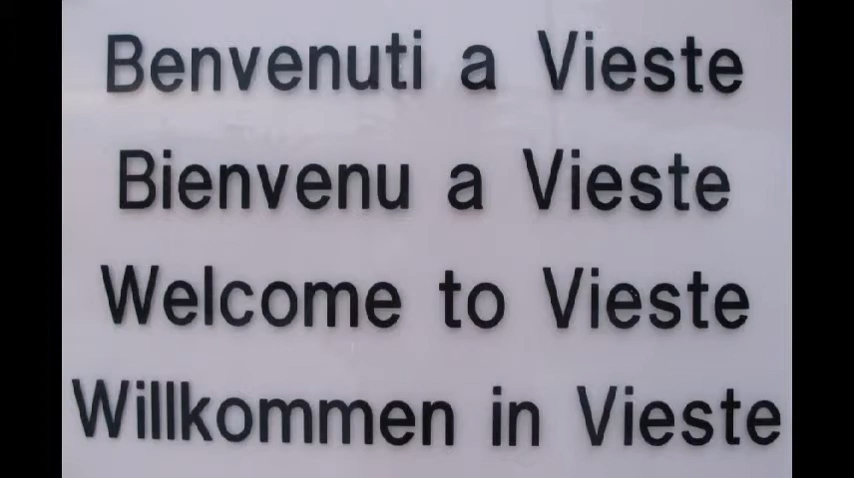 Benvenuti a Vieste
Bienvenu a Vieste
Welcome to Vieste
Willkommen in Vieste